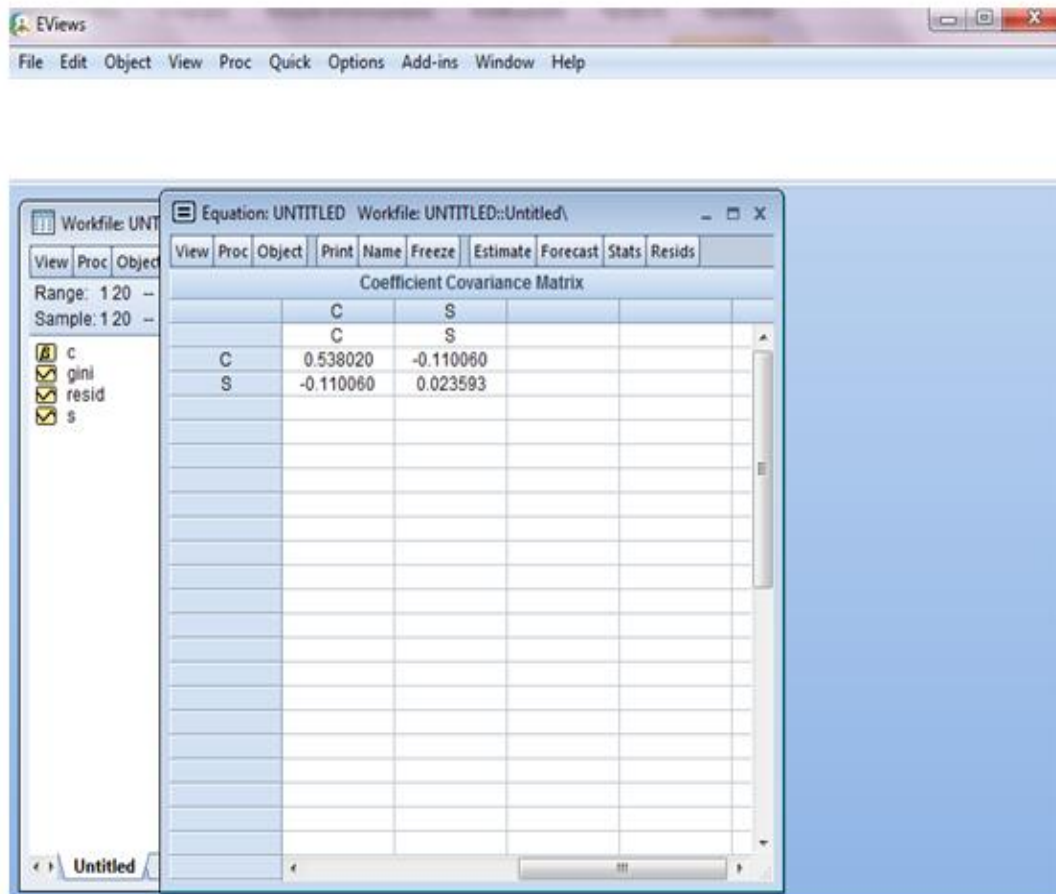 EViews
File Edit Object View Proc Quick Options Add-ins Window Help
Workfile: UNT
View Proc Objec
Range: 1 20 --
Sample: 1 20 --
c
gini
resid
s
Untitled
Equation: UNTITLED Workfile: UNTITLED::Untitled\
View Proc Object Print Name Freeze Estimate Forecast Stats Resids
Coefficient Covariance Matrix
C S
C S
C 0.538020 -0.110060
S -0.110060 0.023593